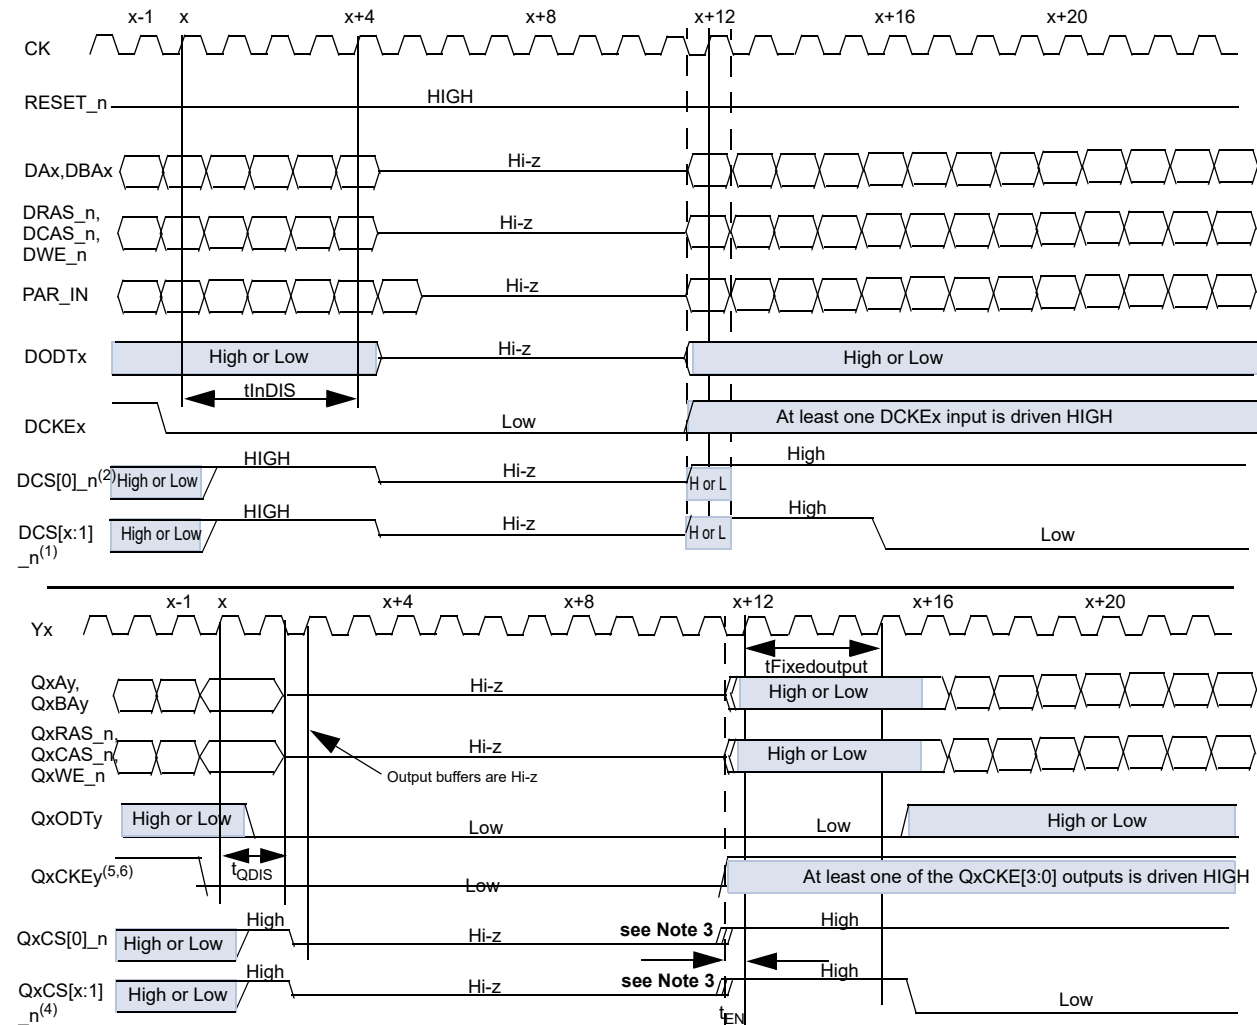 x-1 x x+4 x+8 x+12 x+16 x+20
CK
RESET_n HIGH
DAx,DBAx Hi-z
DRAS_n,
DCAS_n, Hi-z
DWE_n
PAR_IN Hi-z
DODTx High or Low Hi-z High or Low
tInDIS
DCKEx Low At least one DCKEx input is driven HIGH
DCS[0]_n(2) High or Low HIGH Hi-z H or L High
DCS[x:1] High or Low HIGH Hi-z H or L High Low
_n(1)
x-1 x x+4 x+8 x+12 x+16 x+20
Yx
tFixedoutput
QxAy, Hi-z High or Low
QxBAy
QxRAS_n,
QxCAS_n, Hi-z High or Low
QxWE_n
Output buffers are Hi-z
QxODTy High or Low Low Low High or Low
tQDIS
QxCKEy(5,6) Low At least one of the QxCKE[3:0] outputs is driven HIGH
QxCS[0]_n High or Low High Hi-z see Note 3 High
QxCS[x:1] High or Low High Hi-z see Note 3 High Low
_n(4)
tEN